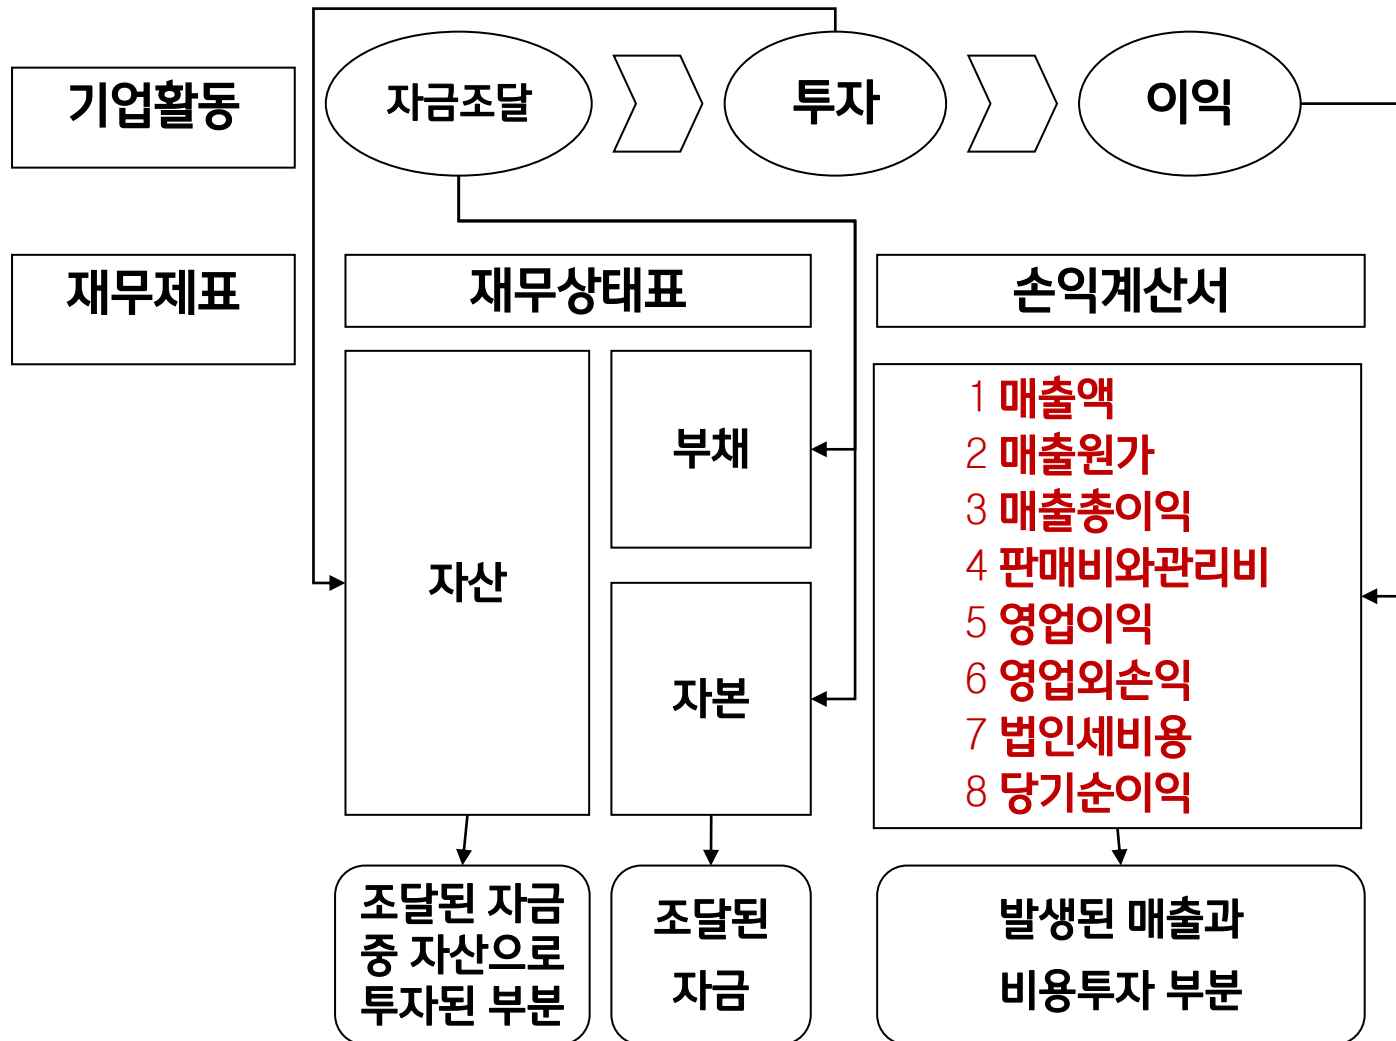 기업활동
자금조달
투자
이익
재무제표
재무상태표
손익계산서
자산
부채
자본
1 매출액
2 매출원가
3 매출총이익
4 판매비와관리비
5 영업이익
6 영업외손익
7 법인세비용
8 당기순이익
조달된 자금
중 자산으로
투자된 부분
조달된
자금
발생된 매출과
비용투자 부분